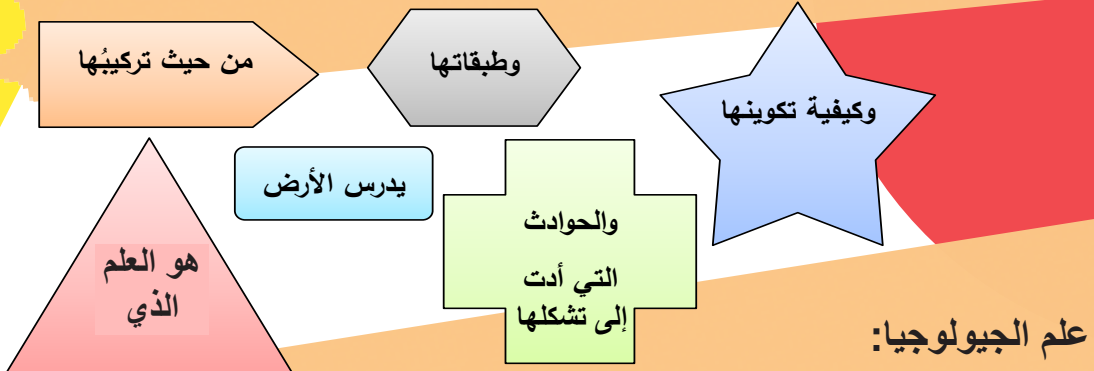 من حيث تركيبُها
وطبقاتها
وكيفية تكوينها
يدرس الأرض
والحوادث
التي أدت
إلى تشكلها
هو العلم
الذي
علم الجيولوجيا: